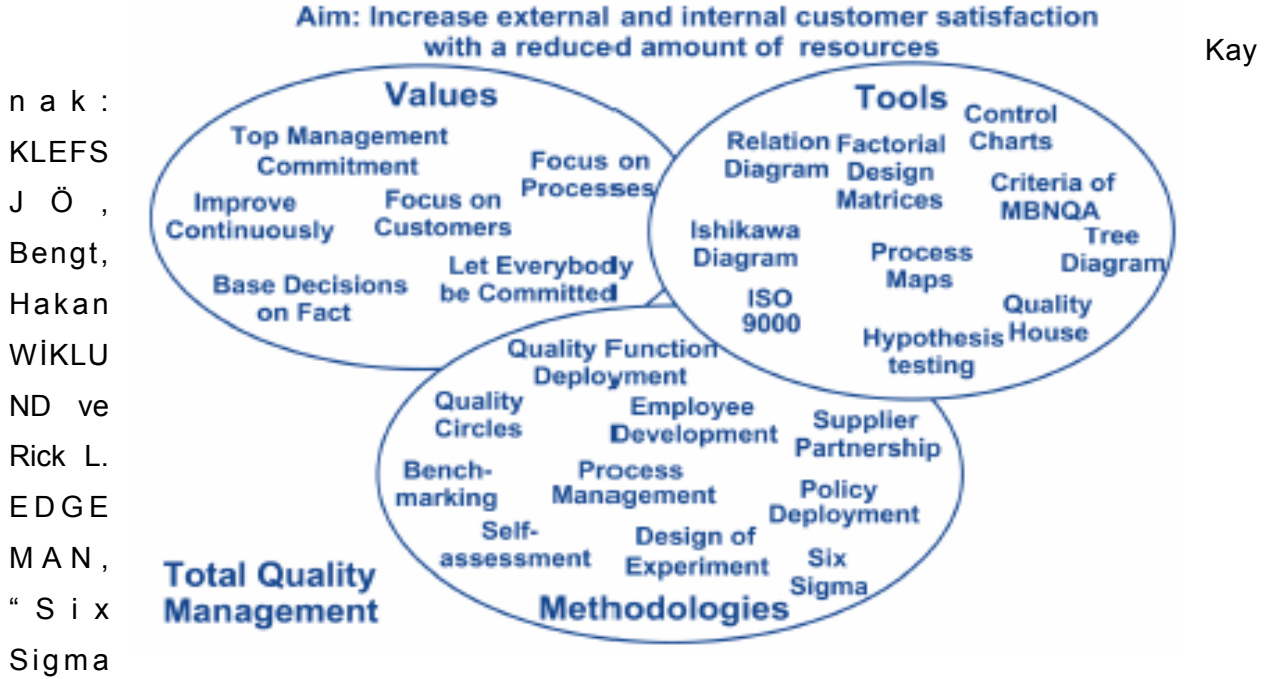 Aim: Increase external and internal customer satisfaction
with a reduced amount of resources
Kay
n a k :
KLEFS
J Ö ,
Bengt,
Hakan
WİKLU
ND ve
Rick L.
EDGE
M A N ,
“ S i x
Sigma
Values
Top Management
Commitment
Focus on
Processes
Improve
Continuously
Focus on
Customers
Base Decisions
on Fact
Let Everybody
be Committed
Tools
Control
Charts
Relation
Diagram
Factorial
Design
Matrices
Criteria of
MBNQA
Ishikawa
Diagram
Process
Maps
Tree
Diagram
ISO
9000
Quality
House
Hypothesis
testing
Quality Function
Deployment
Quality
Circles
Employee
Development
Supplier
Partnership
Bench-
marking
Process
Management
Policy
Deployment
Self-
assessment
Design of
Experiment
Six
Sigma
Methodologies
Total Quality
Management